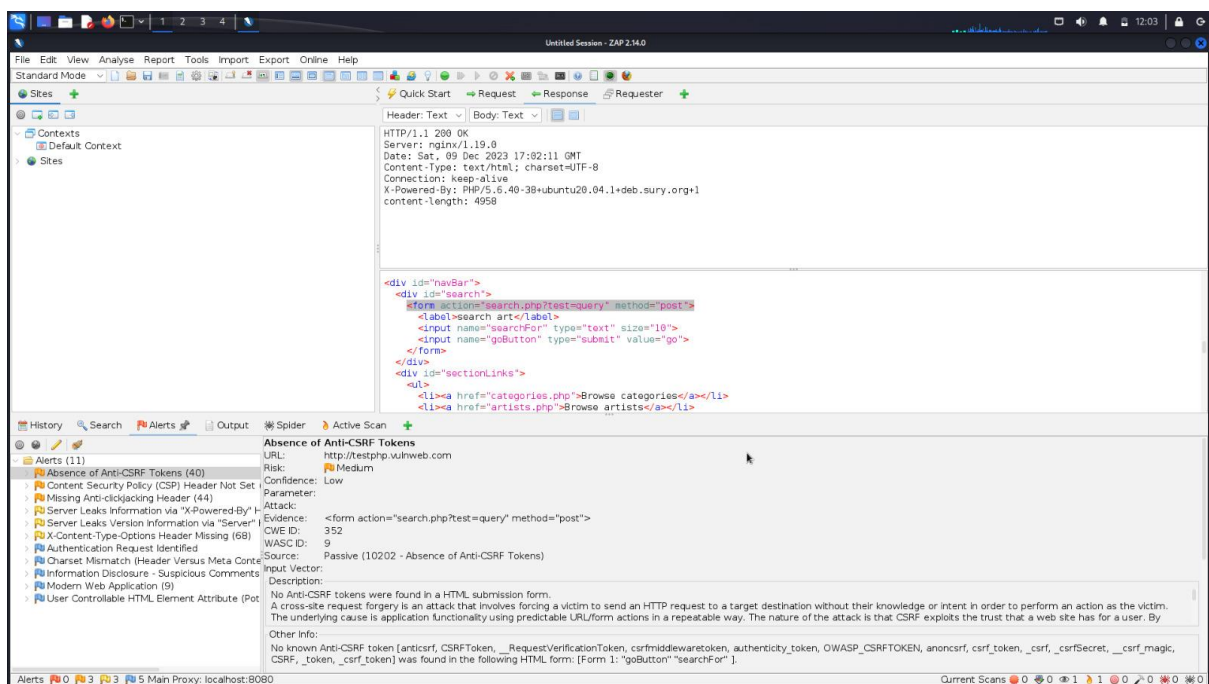 1 2 3 4
12:03
Untitled Session - ZAP 2.14.0
File Edit View Analyse Report Tools Import Export Online Help
Standard Mode
Sites
Quick Start Request Response Requester
Header: Text Body: Text
Contexts
Default Context
Sites
HTTP/1.1 200 OK
Server: nginx/1.19.0
Date: Sat, 09 Dec 2023 17:02:11 GMT
Content-Type: text/html; charset=UTF-8
Connection: keep-alive
X-Powered-By: PHP/5.6.40-38+ubuntu20.04.1+deb.sury.org+1
content-length: 4958
<div id="navBar">
<div id="search">
<form action="search.php?test=query" method="post">
<label>search art</label>
<input name="searchFor" type="text" size="10">
<input name="goButton" type="submit" value="go">
</form>
</div>
<div id="sectionLinks">
<ul>
<li><a href="categories.php">Browse categories</a></li>
<li><a href="artists.php">Browse artists</a></li>
History Search Alerts Output Spider Active Scan
Alerts (11)
Absence of Anti-CSRF Tokens (40)
Content Security Policy (CSP) Header Not Set (
Missing Anti-clickjacking Header (44)
Server Leaks Information via "X-Powered-By" H
Server Leaks Version Information via "Server"
X-Content-Type-Options Header Missing (68)
Authentication Request Identified
Charset Mismatch (Header Versus Meta Conte
Information Disclosure - Suspicious Comments
Modern Web Application (9)
User Controllable HTML Element Attribute (Pot
Absence of Anti-CSRF Tokens
URL: http://testphp.vulnweb.com
Risk: Medium
Confidence: Low
Parameter:
Attack:
Evidence: <form action="search.php?test=query" method="post">
CWE ID: 352
WASC ID: 9
Source: Passive (10202 - Absence of Anti-CSRF Tokens)
Input Vector:
Description:
No Anti-CSRF tokens were found in a HTML submission form.
A cross-site request forgery is an attack that involves forcing a victim to send an HTTP request to a target destination without their knowledge or intent in order to perform an action as the victim.
The underlying cause is application functionality using predictable URL/form actions in a repeatable way. The nature of the attack is that CSRF exploits the trust that a web site has for a user. By
Other Info:
No known Anti-CSRF token [anticsrf, CSRFToken, __RequestVerificationToken, csrfmiddlewaretoken, authenticity_token, OWASP_CSRFTOKEN, anoncsrf, csrf_token, _csrf, _csrfSecret, __csrf_magic,
CSRF, _token, _csrf_token] was found in the following HTML form: [Form 1: "goButton" "searchFor" ].
Alerts 0 3 3 5 Main Proxy: localhost:8080
Current Scans 0 0 1 1 0 0 0 0